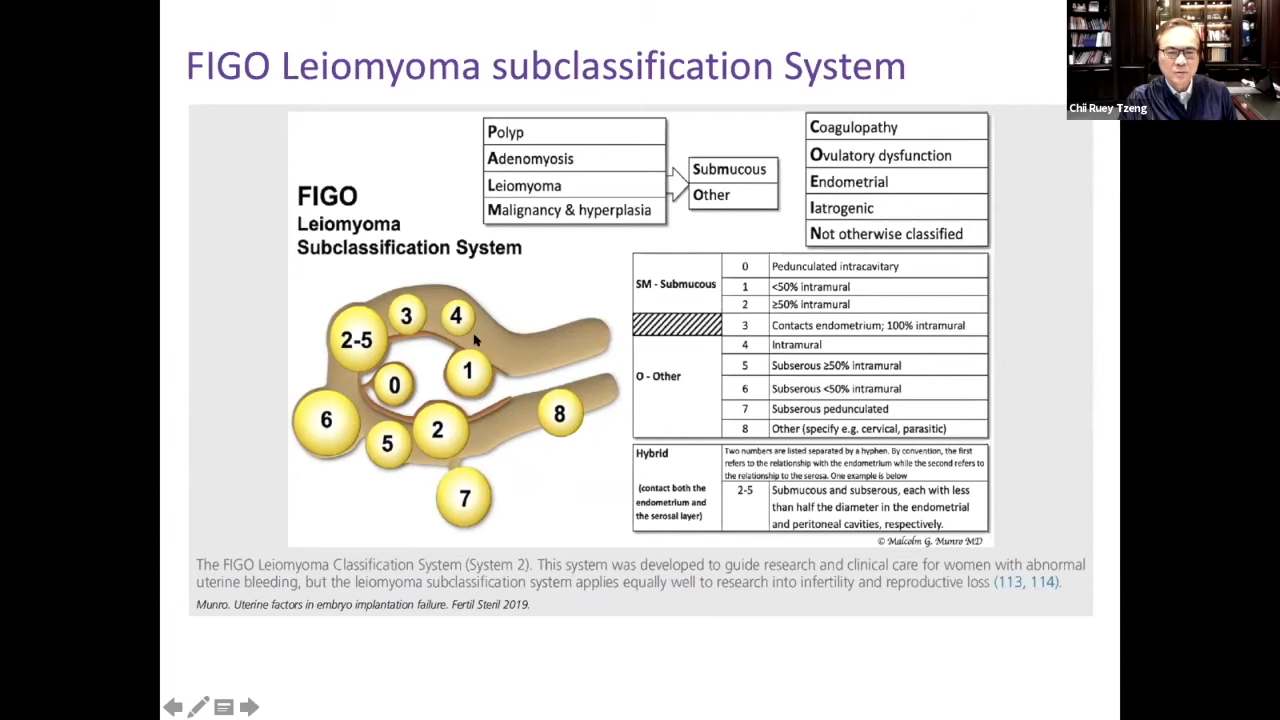 FIGO Leiomyoma subclassification System
Chii Ruey Tzeng
FIGO
Leiomyoma
Subclassification System
Polyp
Adenomyosis
Leiomyoma
Malignancy & hyperplasia
Submucous
Other
Coagulopathy
Ovulatory dysfunction
Endometrial
Iatrogenic
Not otherwise classified
3
4
2-5
0
1
6
5
2
8
7
SM - Submucous
0 Pedunculated intracavitary
1 <50% intramural
2 ≥50% intramural
3 Contacts endometrium; 100% intramural
O - Other
4 Intramural
5 Subserous ≥50% intramural
6 Subserous <50% intramural
7 Subserous pedunculated
8 Other (specify e.g. cervical, parasitic)
Hybrid
(contact both the
endometrium and
the serosal layer)
Two numbers are listed separated by a hyphen. By convention, the first
refers to the relationship with the endometrium while the second refers to
the relationship to the serosa. One example is below
2-5 Submucous and subserous, each with less
than half the diameter in the endometrial
and peritoneal cavities, respectively.
© Malcolm G. Munro MD
The FIGO Leiomyoma Classification System (System 2). This system was developed to guide research and clinical care for women with abnormal
uterine bleeding, but the leiomyoma subclassification system applies equally well to research into infertility and reproductive loss (113, 114).
Munro. Uterine factors in embryo implantation failure. Fertil Steril 2019.